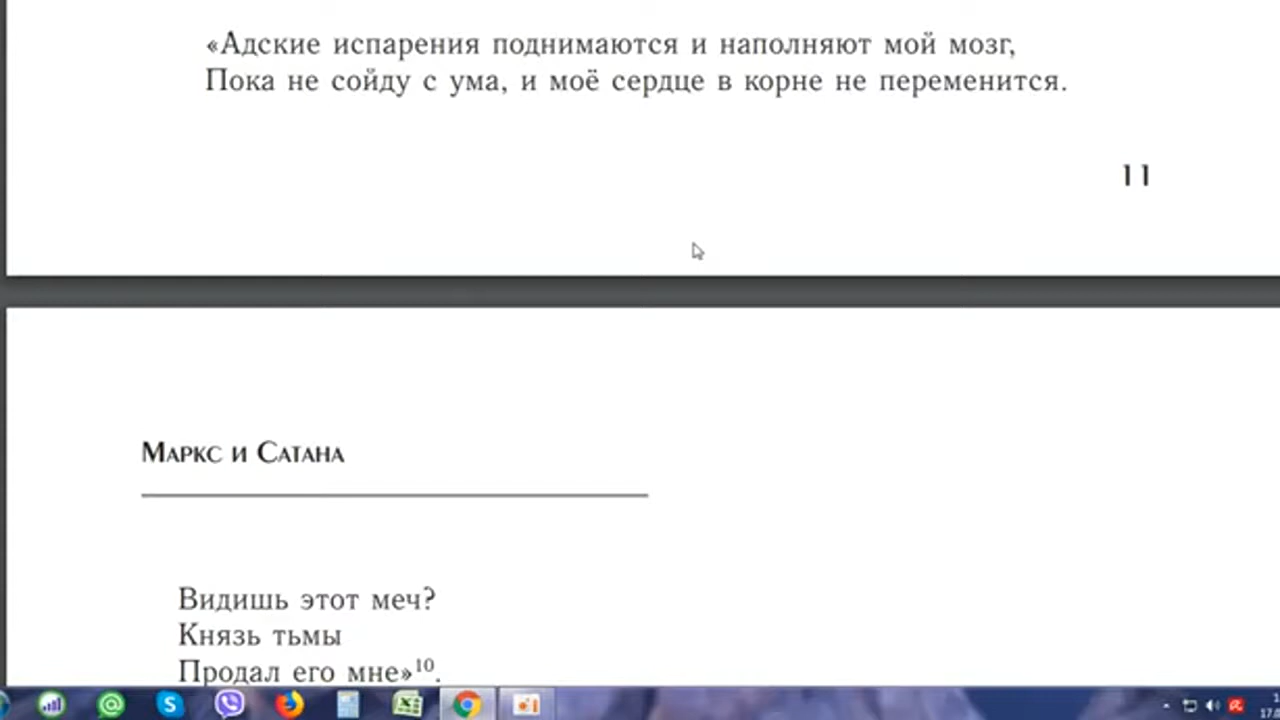 «Адские испарения поднимаются и наполняют мой мозг,
Пока не сойду с ума, и моё сердце в корне не переменится.
11
Маркс и Сатана
Видишь этот меч?
Князь тьмы
Продал его мне»¹⁰.